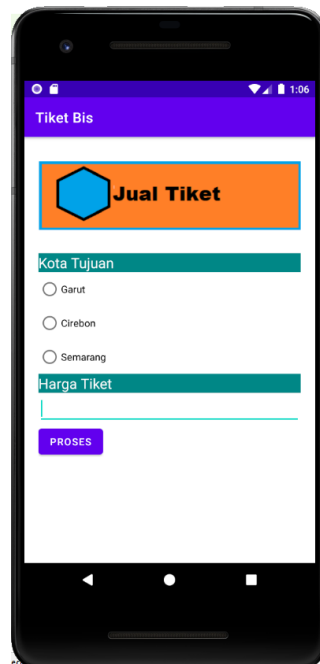 1:06
Tiket Bis
Jual Tiket
Kota Tujuan
Garut
Cirebon
Semarang
Harga Tiket
PROSES